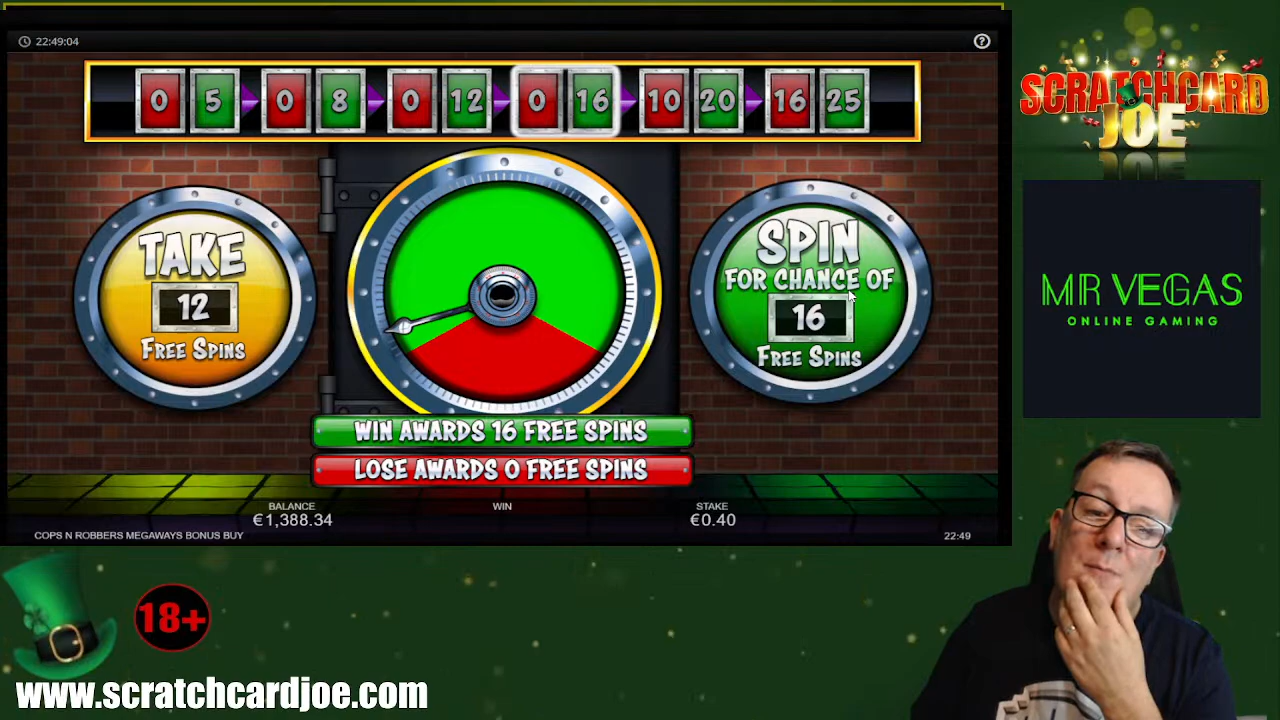 22:49:04
?
0 5 0 8 0 12 0 16 10 20 16 25
SCRATCHCARD
JOE
TAKE
12
FREE SPINS
SPIN
FOR CHANCE OF
16
FREE SPINS
MR VEGAS
ONLINE GAMING
WIN AWARDS 16 FREE SPINS
LOSE AWARDS 0 FREE SPINS
BALANCE
€1,388.34
WIN
STAKE
€0.40
COPS N ROBBERS MEGAWAYS BONUS BUY
22:49
18+
www.scratchcardjoe.com